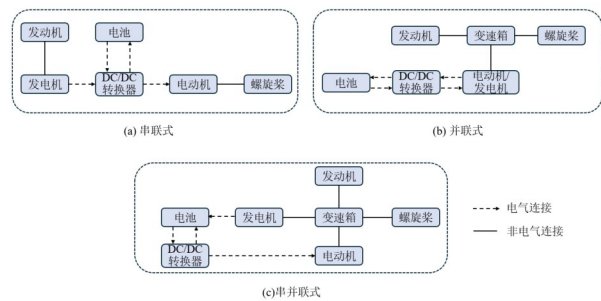 发动机
电池
发电机
DC/DC
转换器
电动机
螺旋桨
(a) 串联式
发动机
变速箱
螺旋桨
电池
DC/DC
转换器
电动机/
发电机
(b) 并联式
发动机
电池
发电机
变速箱
螺旋桨
DC/DC
转换器
电动机
电气连接
非电气连接
(c)串并联式